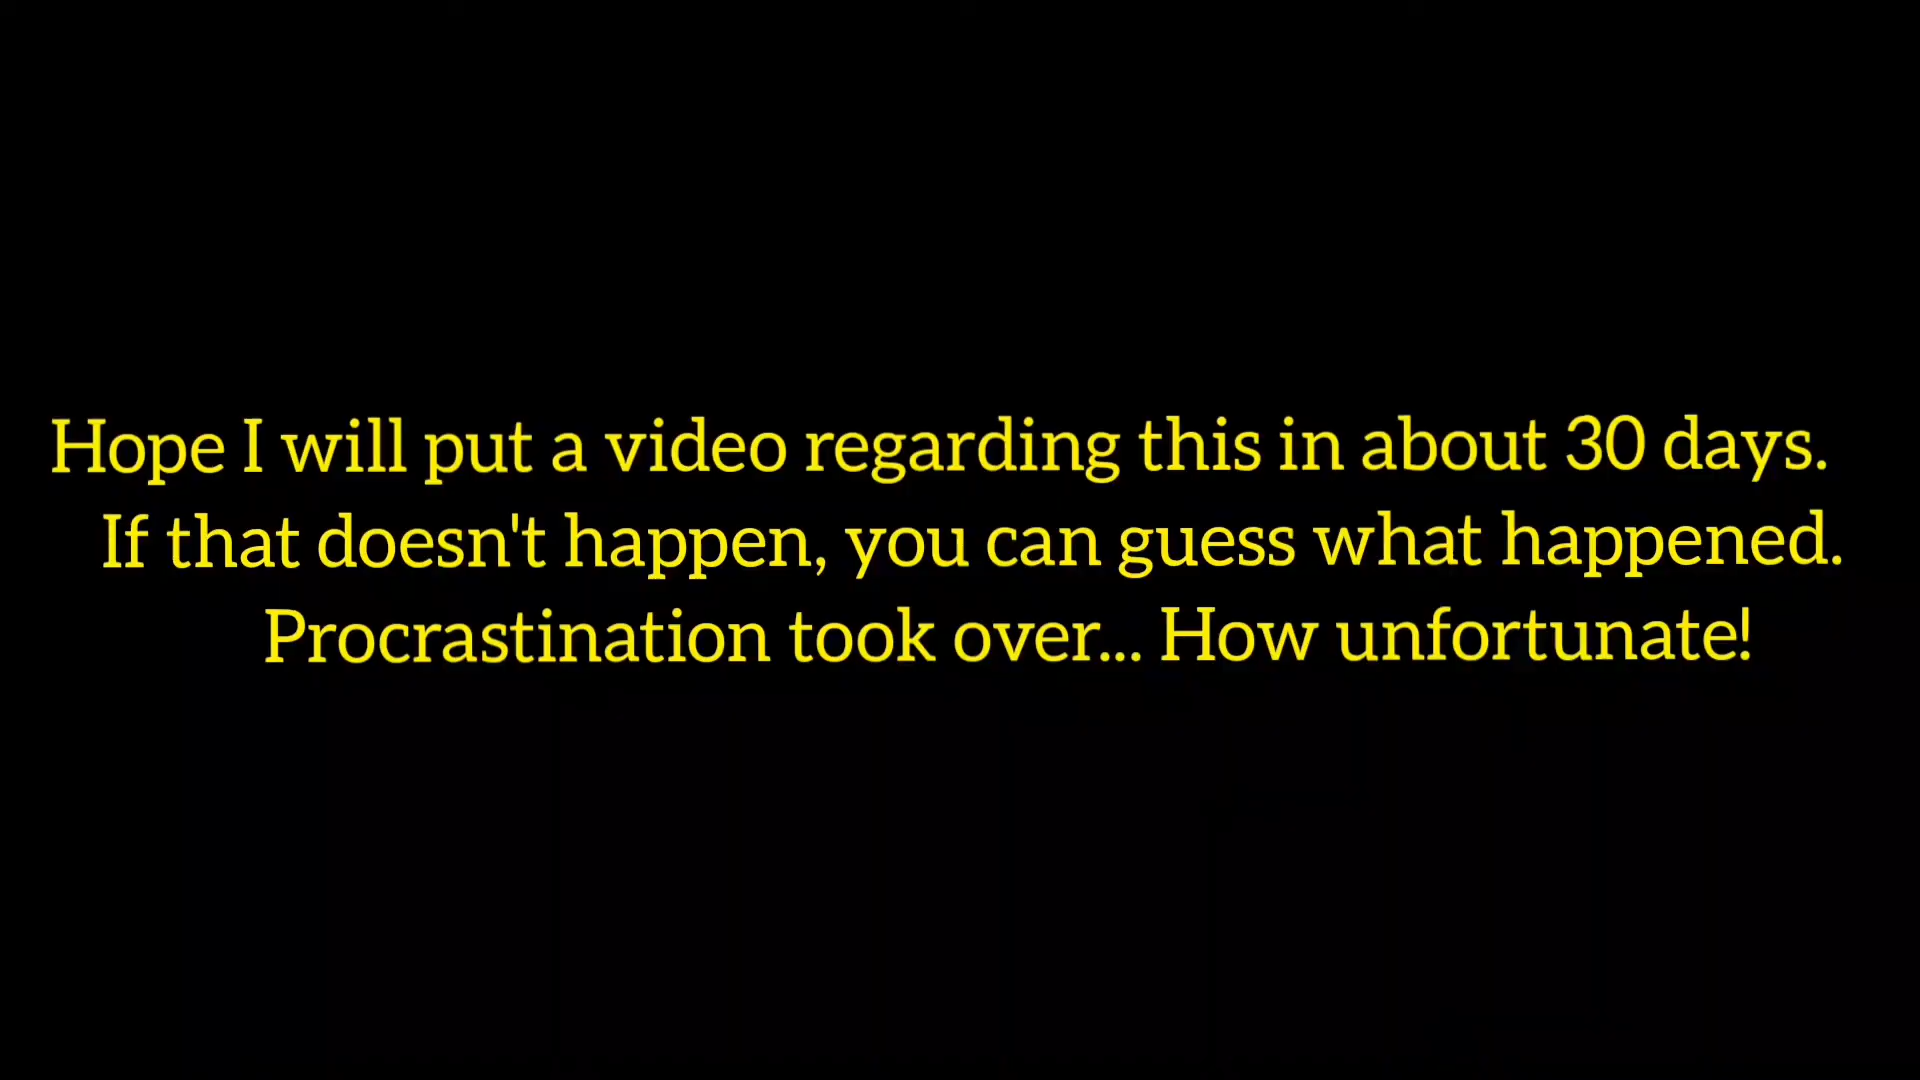 Hope I will put a video regarding this in about 30 days.
If that doesn't happen, you can guess what happened.
Procrastination took over... How unfortunate!